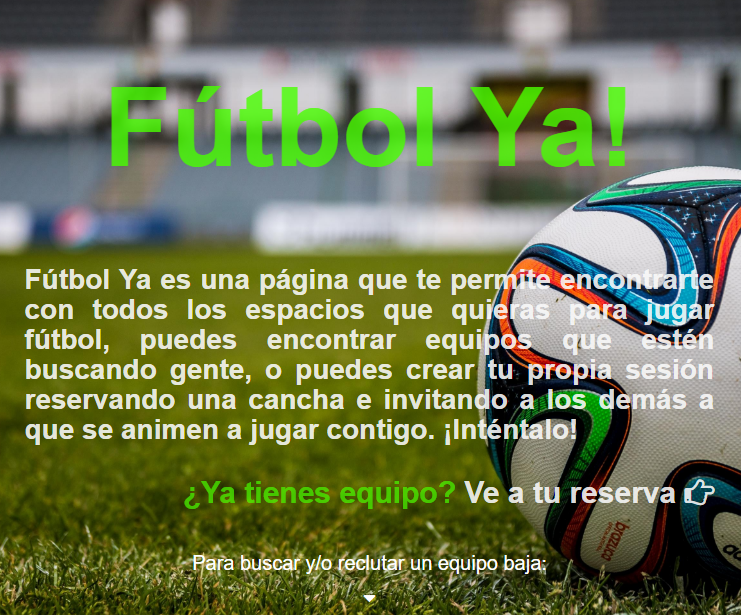 Fútbol Ya!
Fútbol Ya es una página que te permite encontrarte
con todos los espacios que quieras para jugar
fútbol, puedes encontrar equipos que estén
buscando gente, o puedes crear tu propia sesión
reservando una cancha e invitando a los demás a
que se animen a jugar contigo. ¡Inténtalo!
¿Ya tienes equipo? Ve a tu reserva
Para buscar y/o reclutar un equipo baja:
brazuca